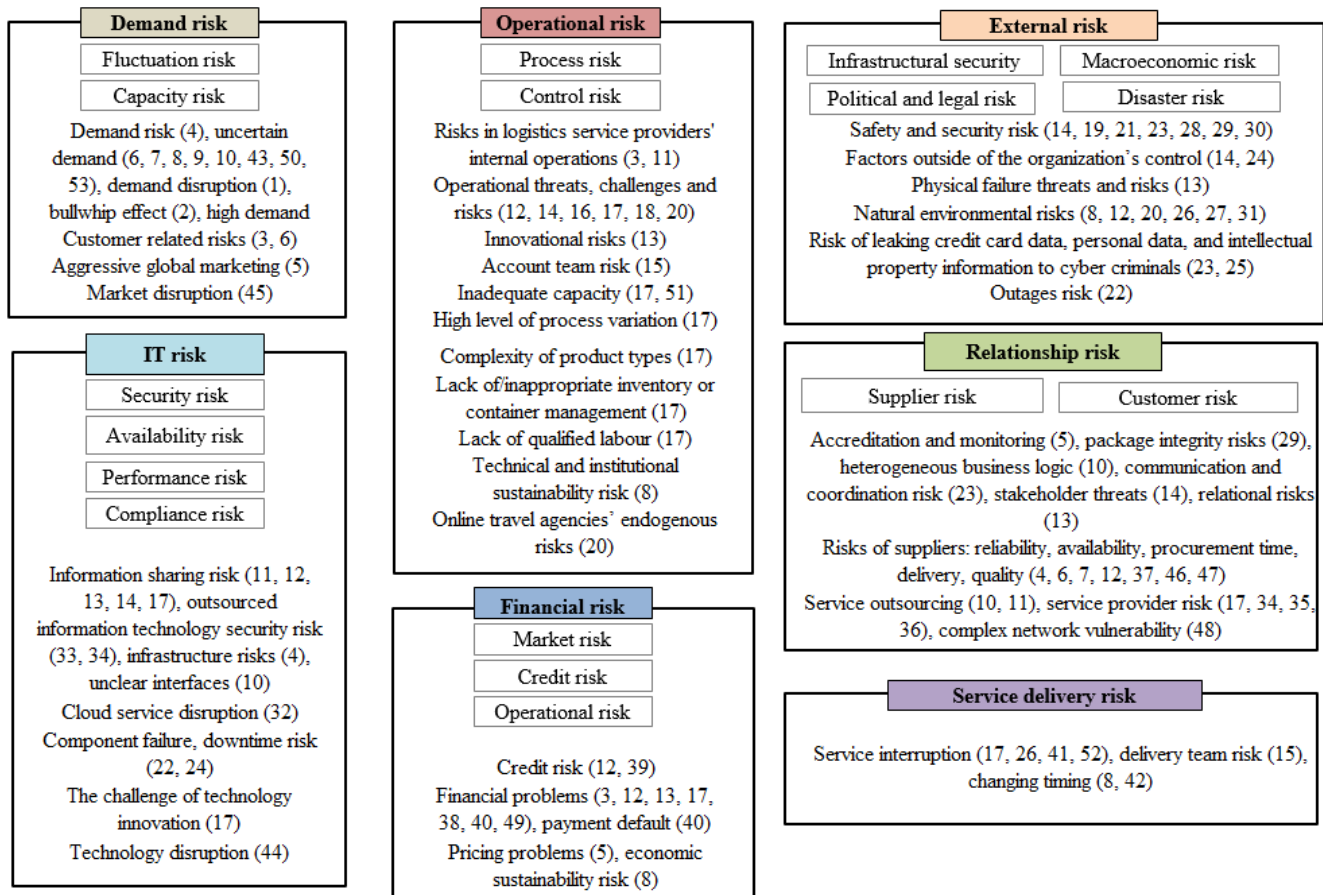 Demand risk
Fluctuation risk
Capacity risk
Demand risk (4), uncertain
demand (6, 7, 8, 9, 10, 43, 50,
53), demand disruption (1),
bullwhip effect (2), high demand
Customer related risks (3, 6)
Aggressive global marketing (5)
Market disruption (45)
IT risk
Security risk
Availability risk
Performance risk
Compliance risk
Information sharing risk (11, 12,
13, 14, 17), outsourced
information technology security risk
(33, 34), infrastructure risks (4),
unclear interfaces (10)
Cloud service disruption (32)
Component failure, downtime risk
(22, 24)
The challenge of technology
innovation (17)
Technology disruption (44)
Operational risk
Process risk
Control risk
Risks in logistics service providers'
internal operations (3, 11)
Operational threats, challenges and
risks (12, 14, 16, 17, 18, 20)
Innovational risks (13)
Account team risk (15)
Inadequate capacity (17, 51)
High level of process variation (17)
Complexity of product types (17)
Lack of/inappropriate inventory or
container management (17)
Lack of qualified labour (17)
Technical and institutional
sustainability risk (8)
Online travel agencies’ endogenous
risks (20)
Financial risk
Market risk
Credit risk
Operational risk
Credit risk (12, 39)
Financial problems (3, 12, 13, 17,
38, 40, 49), payment default (40)
Pricing problems (5), economic
sustainability risk (8)
External risk
Infrastructural security
Macroeconomic risk
Political and legal risk
Disaster risk
Safety and security risk (14, 19, 21, 23, 28, 29, 30)
Factors outside of the organization’s control (14, 24)
Physical failure threats and risks (13)
Natural environmental risks (8, 12, 20, 26, 27, 31)
Risk of leaking credit card data, personal data, and intellectual
property information to cyber criminals (23, 25)
Outages risk (22)
Relationship risk
Supplier risk
Customer risk
Accreditation and monitoring (5), package integrity risks (29),
heterogeneous business logic (10), communication and
coordination risk (23), stakeholder threats (14), relational risks
(13)
Risks of suppliers: reliability, availability, procurement time,
delivery, quality (4, 6, 7, 12, 37, 46, 47)
Service outsourcing (10, 11), service provider risk (17, 34, 35,
36), complex network vulnerability (48)
Service delivery risk
Service interruption (17, 26, 41, 52), delivery team risk (15),
changing timing (8, 42)